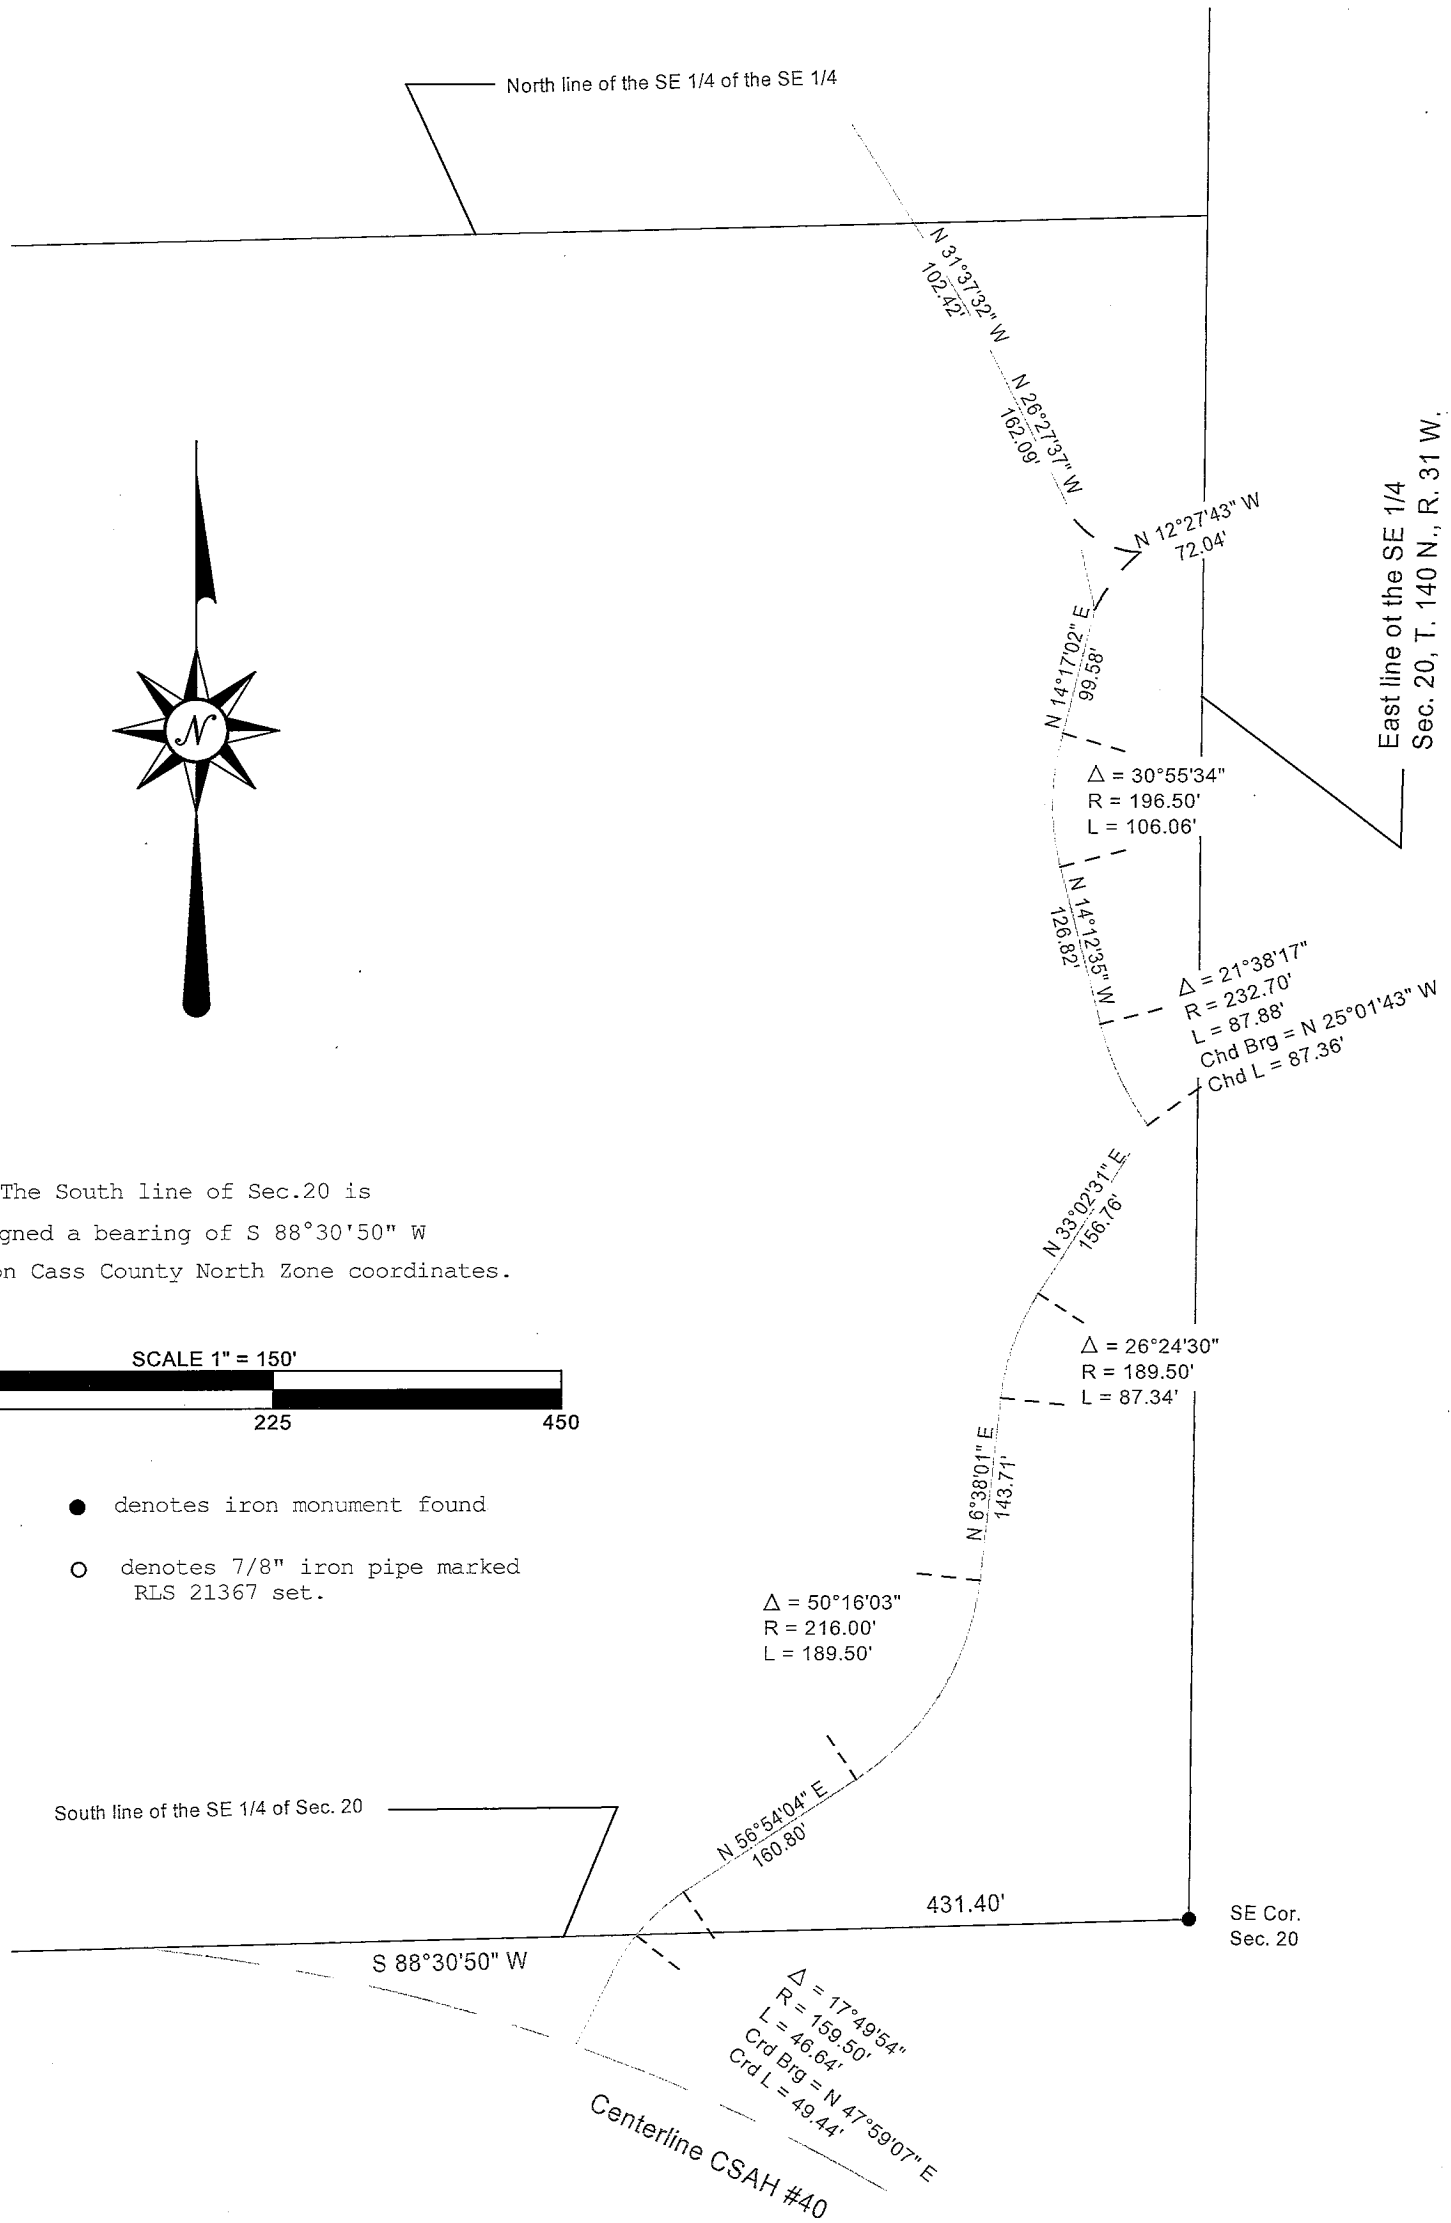 North line of the SE 1/4 of the SE 1/4
N 31°37'32" W
102.42'
N 26°27'37" W
162.09'
N 12°27'43" W
72.04'
East line ot the SE 1/4
Sec. 20, T. 140 N., R. 31 W.
N 14°17'02" E
99.58'
N
Δ = 30°55'34"
R = 196.50'
L = 106.06'
N 14°12'35" W
126.82'
Δ = 21°38'17"
R = 232.70'
L = 87.88'
Chd Brg = N 25°01'43" W
Chd L = 87.36'
The South line of Sec.20 is
gned a bearing of S 88°30'50" W
on Cass County North Zone coordinates.
N 33°02'31" E
156.76'
SCALE 1" = 150'
225
450
Δ = 26°24'30"
R = 189.50'
L = 87.34'
N 6°38'01" E
143.71'
● denotes iron monument found
○ denotes 7/8" iron pipe marked
RLS 21367 set.
Δ = 50°16'03"
R = 216.00'
L = 189.50'
South line of the SE 1/4 of Sec. 20
N 56°54'04" E
160.80'
431.40'
SE Cor.
Sec. 20
S 88°30'50" W
Δ = 17°49'54"
R = 159.50'
L = 46.64'
Crd Brg = N 47°59'07" E
Crd L = 49.44'
Centerline CSAH #40